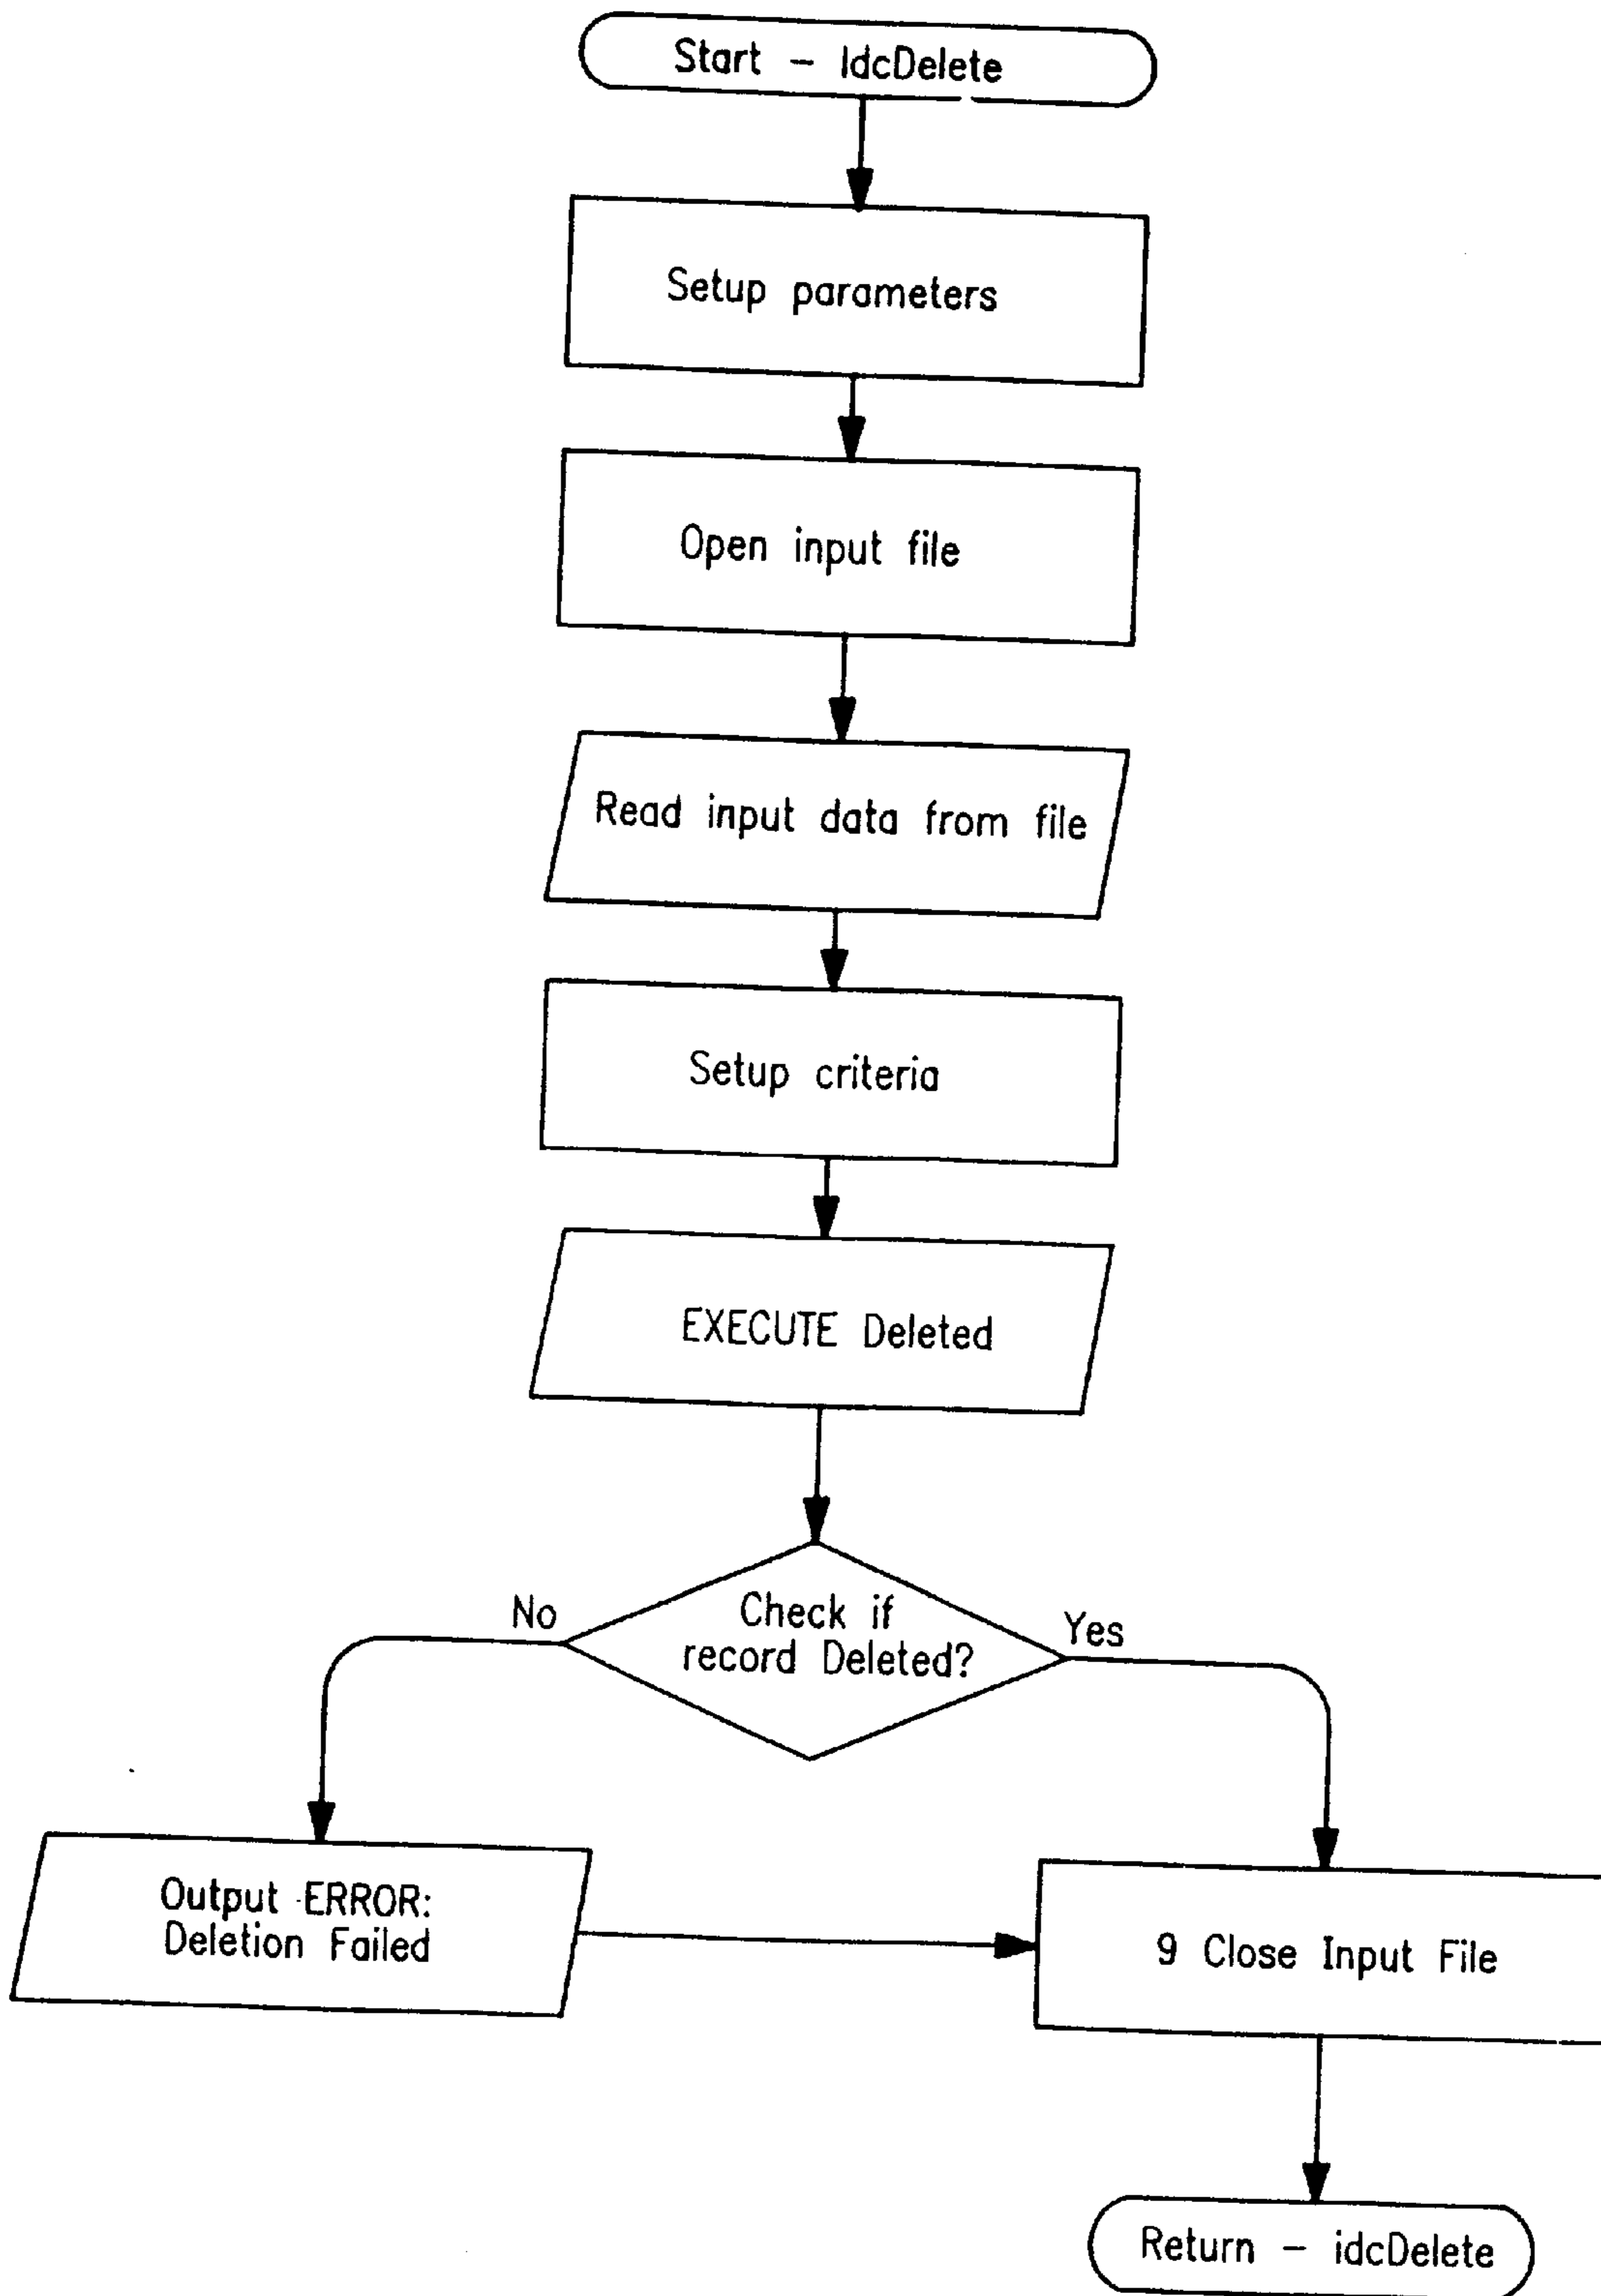 Start - IdcDelete
Setup parameters
Open input file
Read input data from file
Setup criteria
EXECUTE Deleted
Check if
record Deleted?
No
Yes
Output ERROR:
Deletion Failed
9 Close Input File
Return - idcDelete